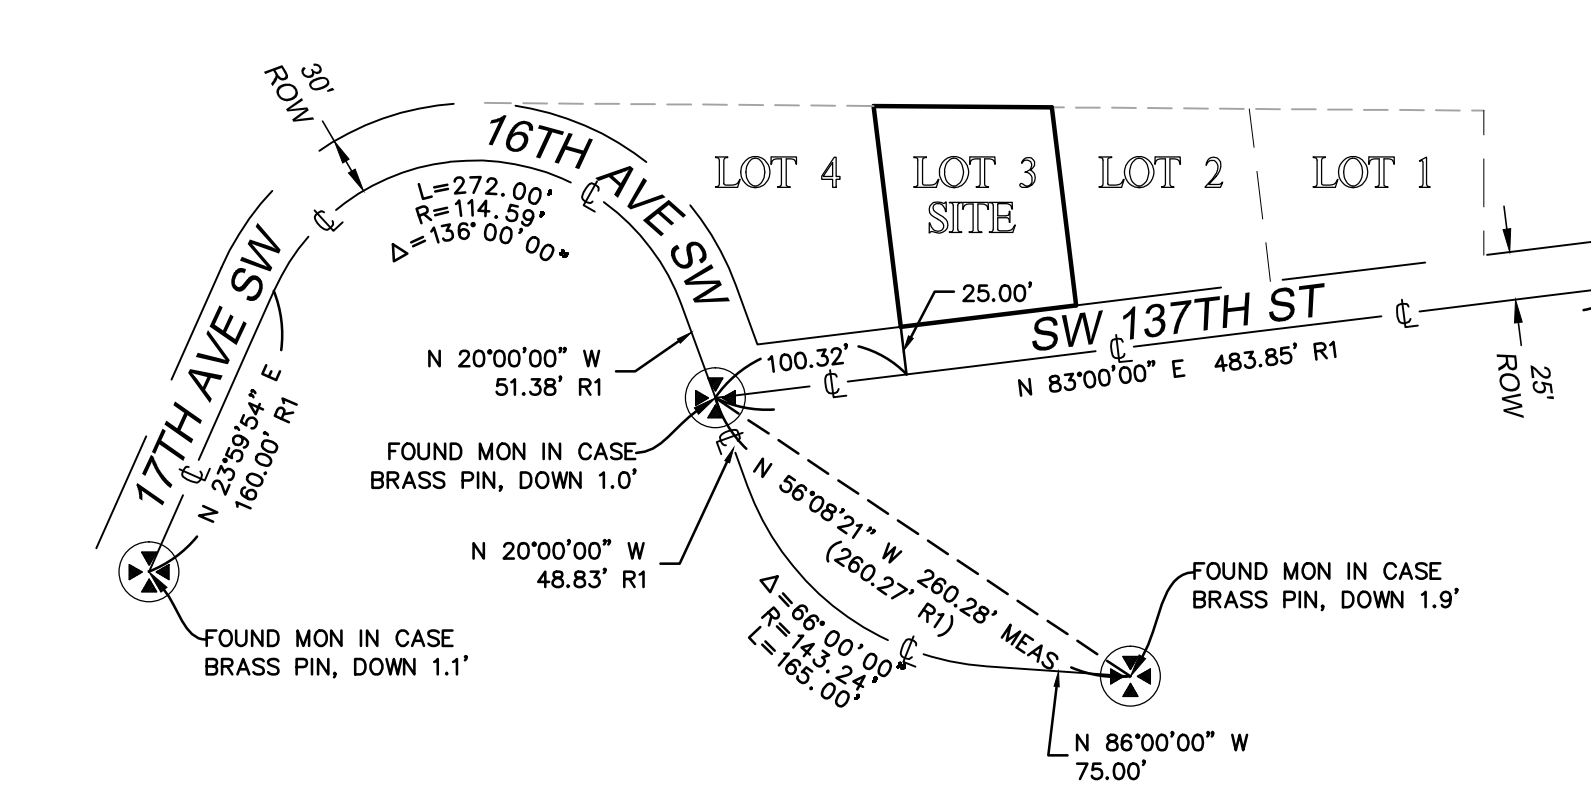 30'
ROW
16TH AVE SW
L=272.00'
R=114.59'
Δ=136°00'00"
LOT 4
LOT 3
SITE
LOT 2
LOT 1
25.00'
SW 137TH ST
℄
℄
℄
℄
℄
℄
℄
℄
N 83°00'00" E 483.85' R1
100.32'
25'
ROW
17TH AVE SW
N 23°59'54" E
160.00' R1
N 20°00'00" W
51.38' R1
FOUND MON IN CASE
BRASS PIN, DOWN 1.0'
N 20°00'00" W
48.83' R1
N 56°08'21" W 260.28' MEAS
(260.27' R1)
Δ=66°00'00"
R=143.24'
L=165.00'
FOUND MON IN CASE
BRASS PIN, DOWN 1.9'
FOUND MON IN CASE
BRASS PIN, DOWN 1.1'
N 86°00'00" W
75.00'